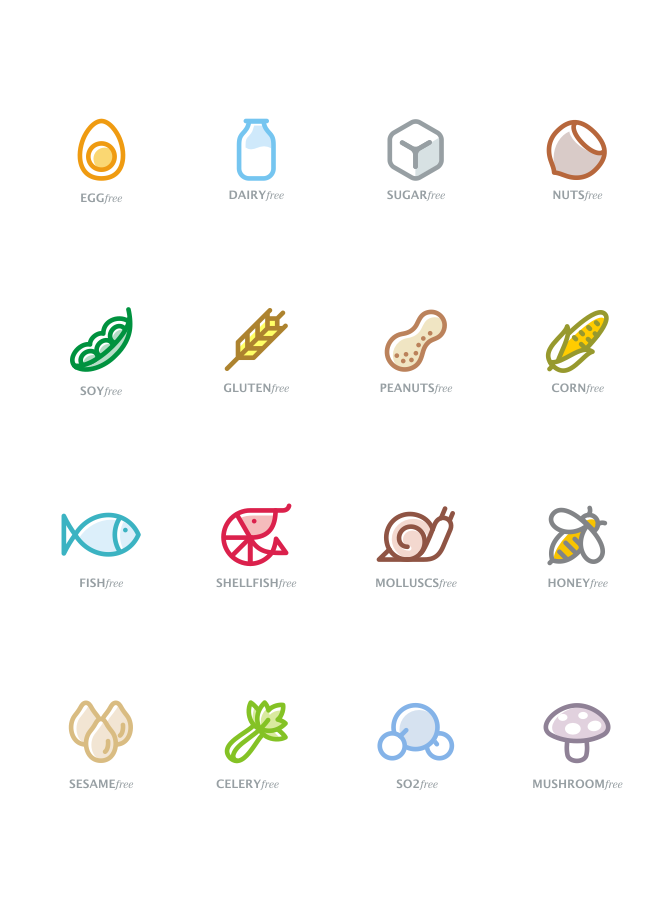 EGGfree
DAIRYfree
SUGARfree
NUTSfree
SOYfree
GLUTENfree
PEANUTSfree
CORNfree
FISHfree
SHELLFISHfree
MOLLUSCSfree
HONEYfree
SESAMEfree
CELERYfree
SO2free
MUSHROOMfree